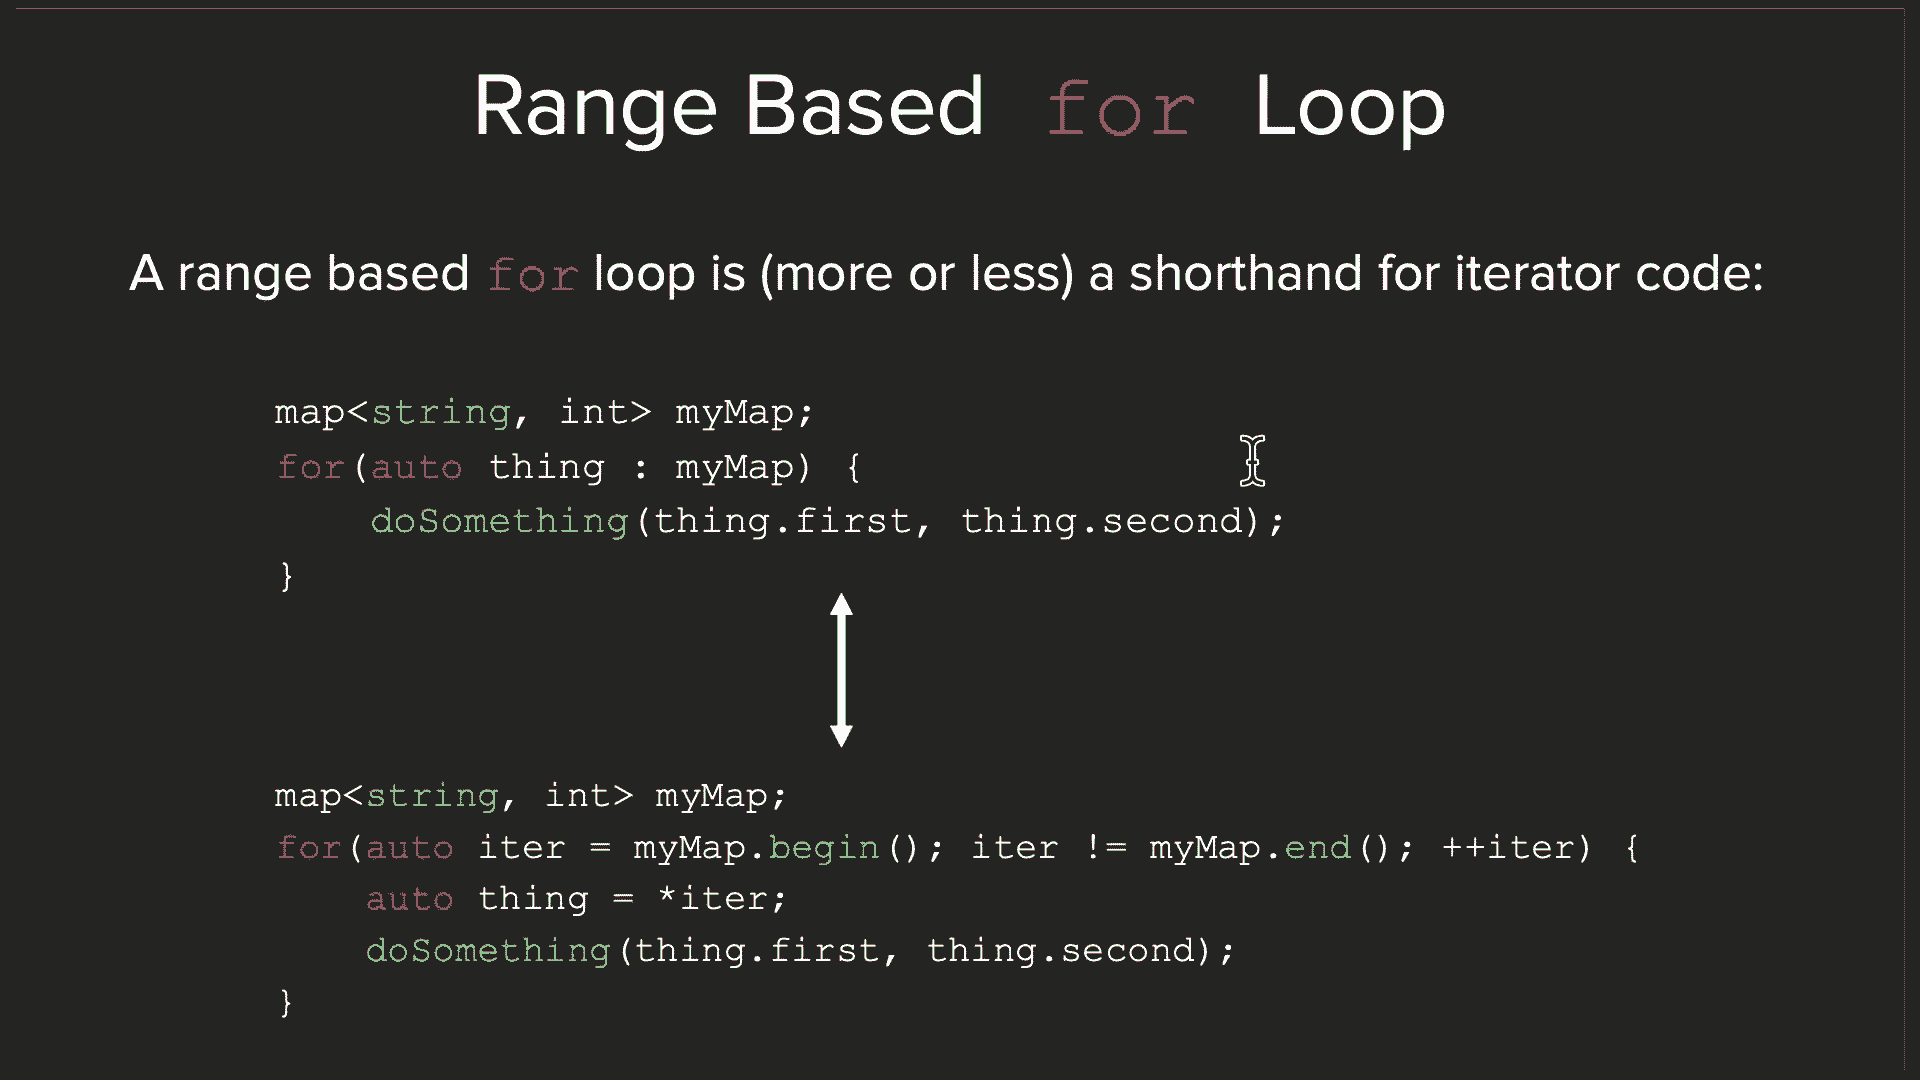 Range Based for Loop
A range based for loop is (more or less) a shorthand for iterator code:
map<string, int> myMap;
for(auto thing : myMap) {
doSomething(thing.first, thing.second);
}
map<string, int> myMap;
for(auto iter = myMap.begin(); iter != myMap.end(); ++iter) {
auto thing = *iter;
doSomething(thing.first, thing.second);
}